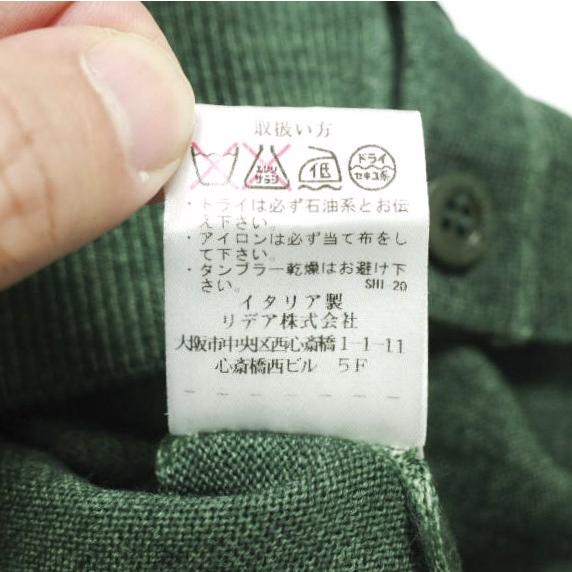 取扱い方
エンソ
サラシ
低
ドライ
セキユ系
・ドライは必ず石油系とお伝
え下さい。
・アイロンは必ず当て布をし
て下さい。
・タンブラー乾燥はお避け下
さい。 SHI-20
イタリア製
リデア株式会社
大阪市中央区西心斎橋1-1-11
心斎橋西ビル 5F